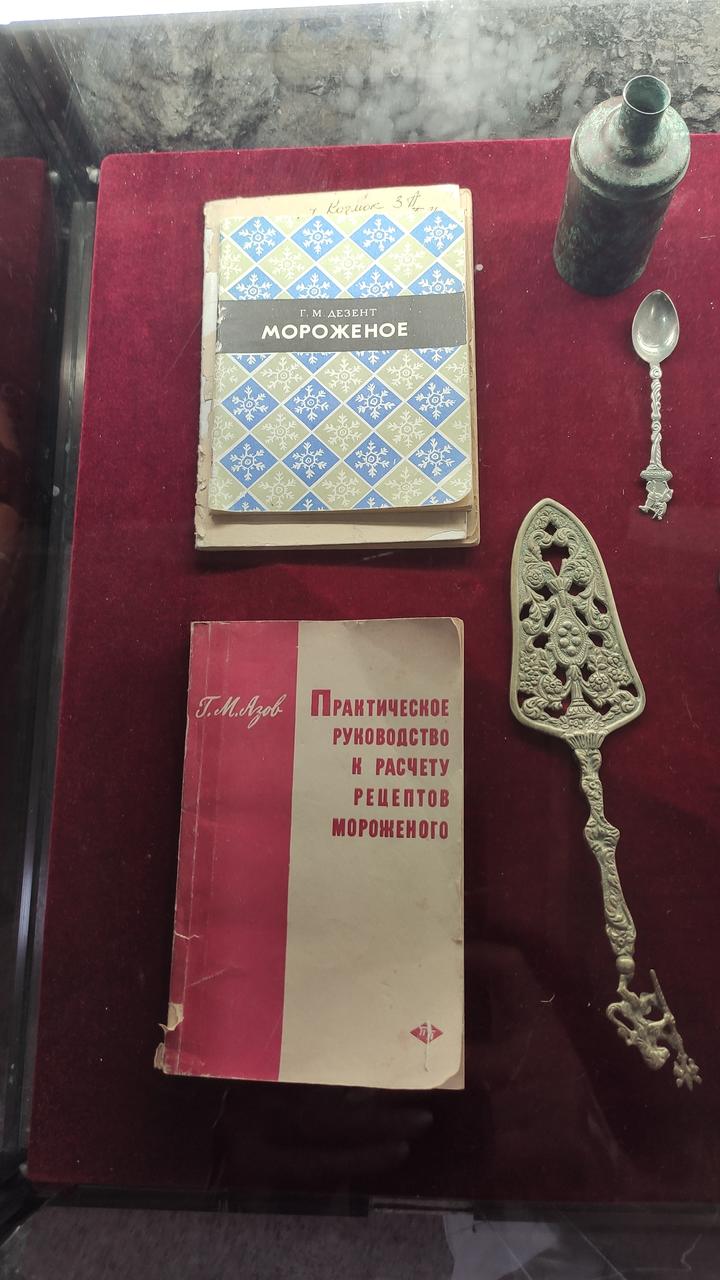 Г. М. ДЕЗЕНТ
МОРОЖЕНОЕ
Г. М. Азов
ПРАКТИЧЕСКОЕ
РУКОВОДСТВО
К РАСЧЕТУ
РЕЦЕПТОВ
МОРОЖЕНОГО